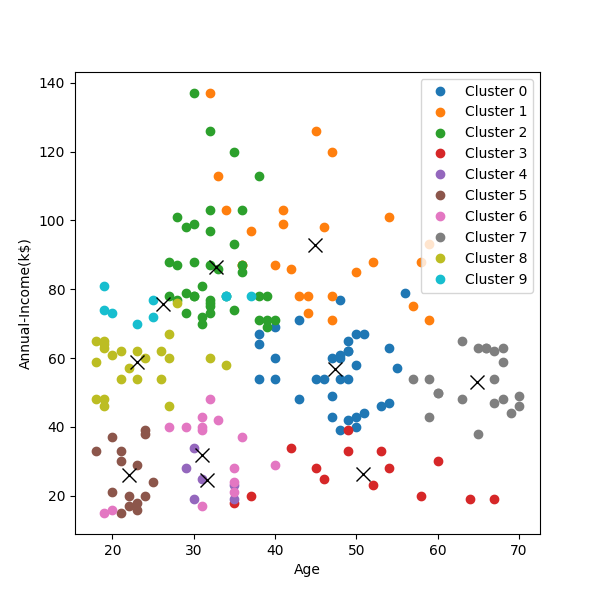 140
120
100
80
60
40
20
Annual-Income(k$)
20
30
40
50
60
70
Age
Cluster 0
Cluster 1
Cluster 2
Cluster 3
Cluster 4
Cluster 5
Cluster 6
Cluster 7
Cluster 8
Cluster 9